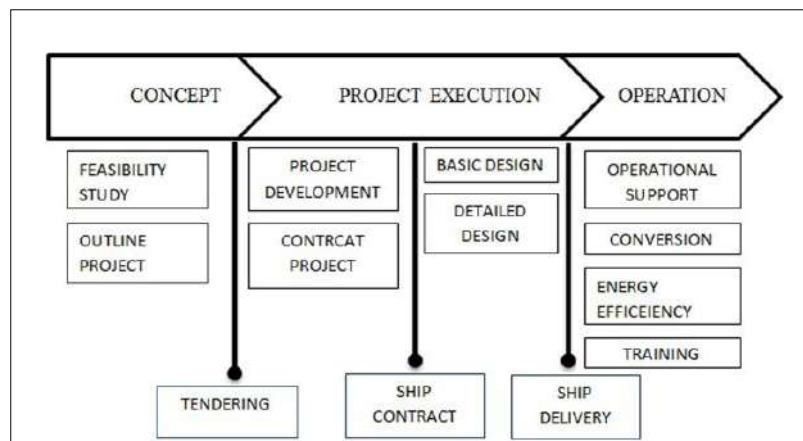 CONCEPT
PROJECT EXECUTION
OPERATION
FEASIBILITY
STUDY
OUTLINE
PROJECT
PROJECT
DEVELOPMENT
CONTRCAT
PROJECT
BASIC DESIGN
DETAILED
DESIGN
OPERATIONAL
SUPPORT
CONVERSION
ENERGY
EFFICEIENCY
TRAINING
TENDERING
SHIP
CONTRACT
SHIP
DELIVERY